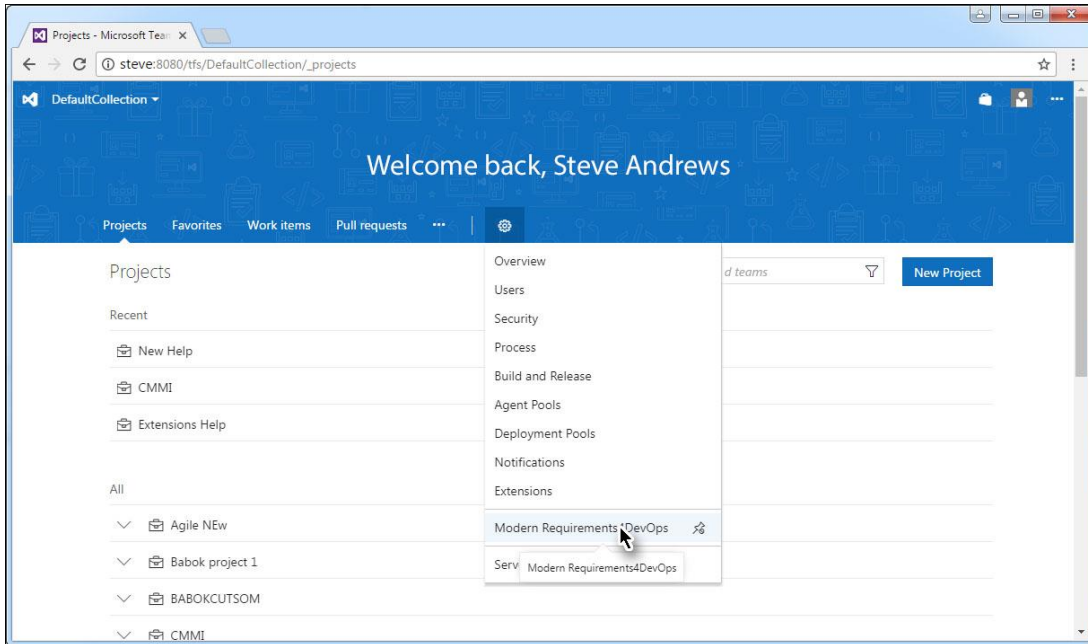 Projects - Microsoft Tea
steve:8080/tfs/DefaultCollection/_projects
DefaultCollection
Welcome back, Steve Andrews
Projects Favorites Work items Pull requests ...
Overview
Projects
d teams
New Project
Users
Recent
Security
New Help
Process
Build and Release
CMMI
Agent Pools
Extensions Help
Deployment Pools
Notifications
All
Extensions
Agile NEw
Modern Requirements4DevOps
Babok project 1
Serv
Modern Requirements4DevOps
BABOKCUTSOM
CMMI